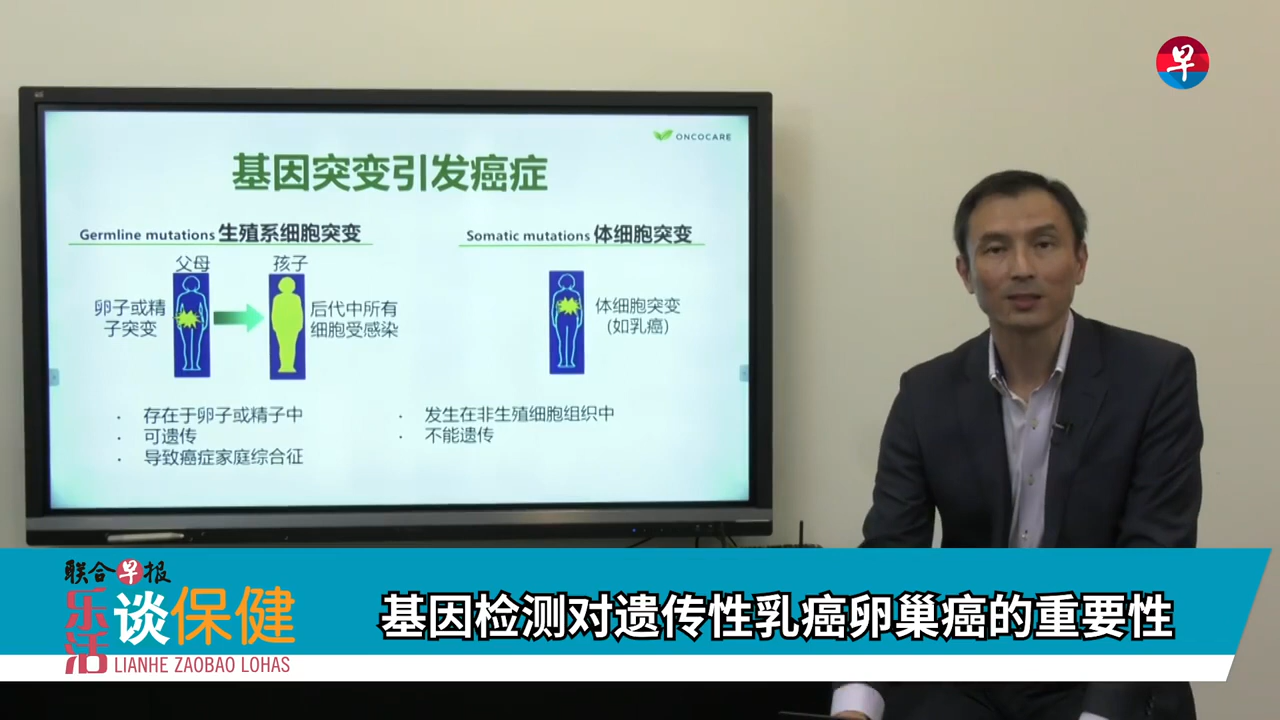 早
ONCOCARE
基因突变引发癌症
Germline mutations 生殖系细胞突变
父母
孩子
卵子或精
子突变
后代中所有
细胞受感染
· 存在于卵子或精子中
· 可遗传
· 导致癌症家庭综合征
Somatic mutations 体细胞突变
体细胞突变
(如乳癌)
· 发生在非生殖细胞组织中
· 不能遗传
联合早报
乐活
谈保健
LIANHE ZAOBAO LOHAS
基因检测对遗传性乳癌卵巢癌的重要性